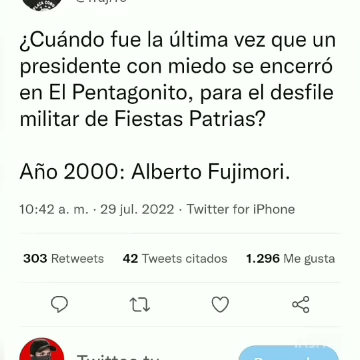 ¿Cuándo fue la última vez que un
presidente con miedo se encerró
en El Pentagonito, para el desfile
militar de Fiestas Patrias?
Año 2000: Alberto Fujimori.
10:42 a. m. · 29 jul. 2022 · Twitter for iPhone
303 Retweets 42 Tweets citados 1.296 Me gusta